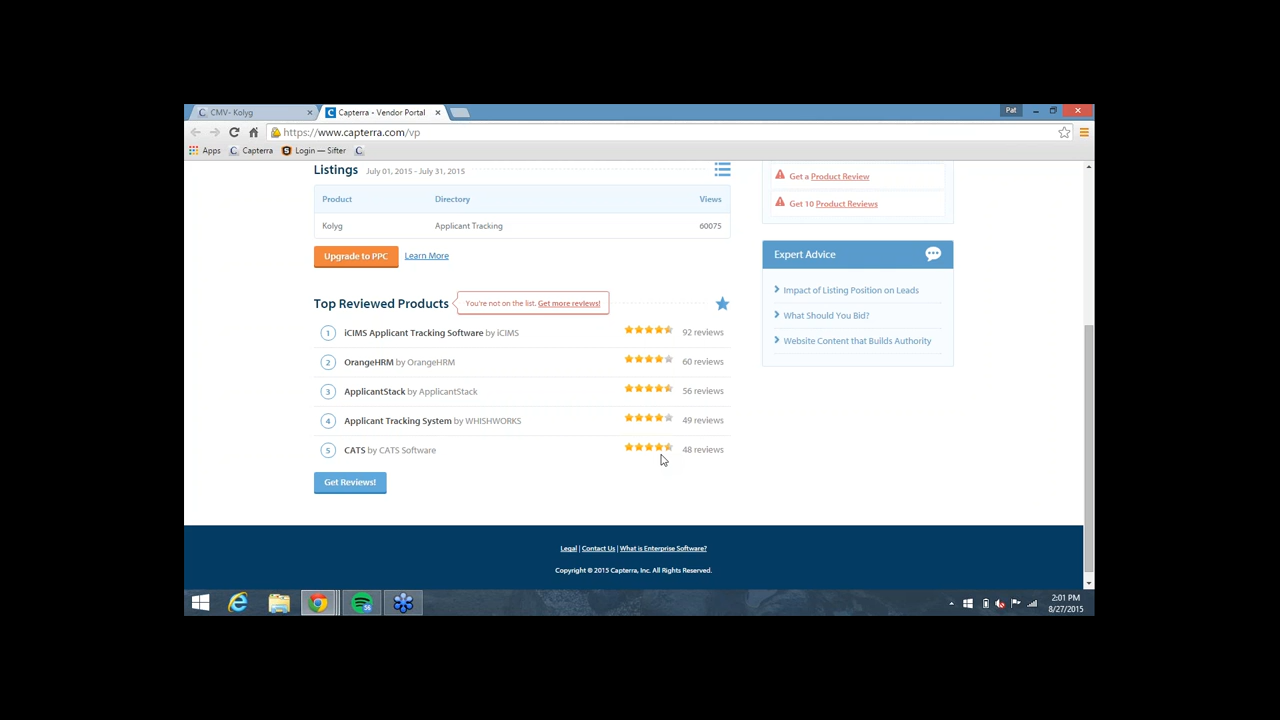 CMV- Kolyg
Capterra - Vendor Portal
Pat
https://www.capterra.com/vp
Apps
Capterra
Login — Sifter
Listings July 01, 2015 - July 31, 2015
Product Directory Views
Kolyg Applicant Tracking 60075
Upgrade to PPC Learn More
Top Reviewed Products You're not on the list. Get more reviews!
1 iCIMS Applicant Tracking Software by iCIMS 92 reviews
2 OrangeHRM by OrangeHRM 60 reviews
3 ApplicantStack by ApplicantStack 56 reviews
4 Applicant Tracking System by WHISHWORKS 49 reviews
5 CATS by CATS Software 48 reviews
Get Reviews!
Get a Product Review
Get 10 Product Reviews
Expert Advice
Impact of Listing Position on Leads
What Should You Bid?
Website Content that Builds Authority
Legal | Contact Us | What is Enterprise Software?
Copyright © 2015 Capterra, Inc. All Rights Reserved.
2:01 PM
8/27/2015